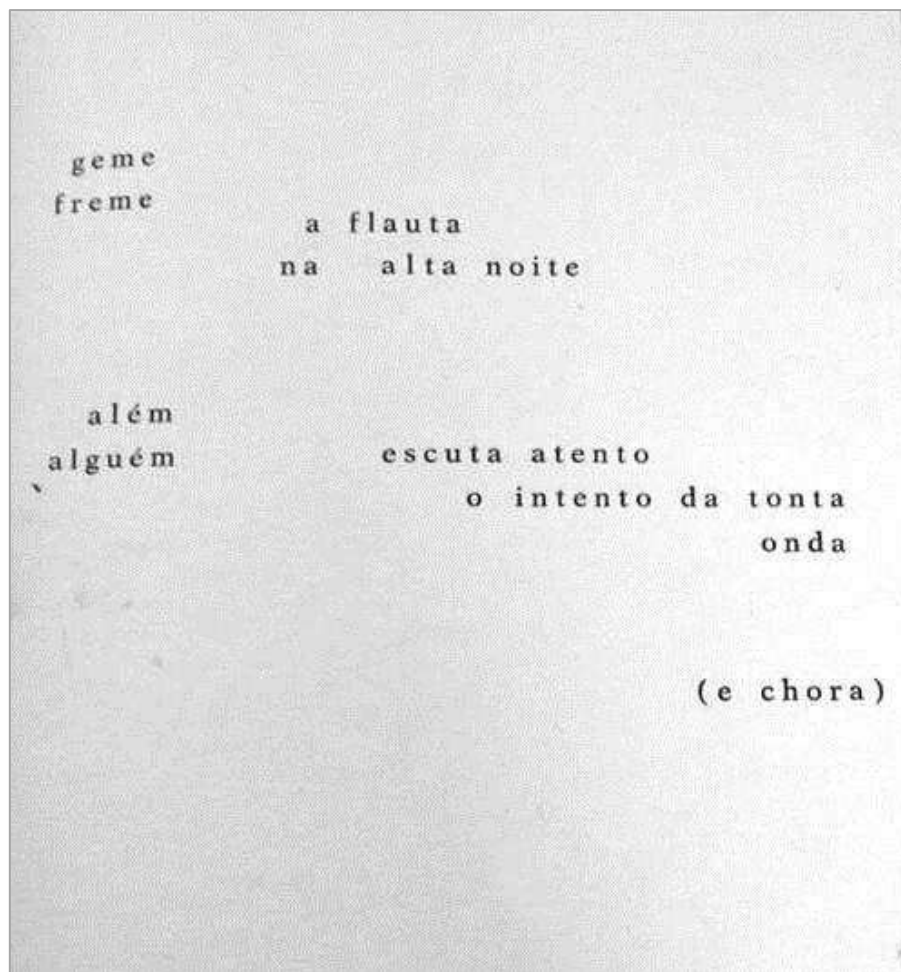 geme
freme
a flauta
na alta noite
além
alguém
escuta atento
o intento da tonta
onda
(e chora)